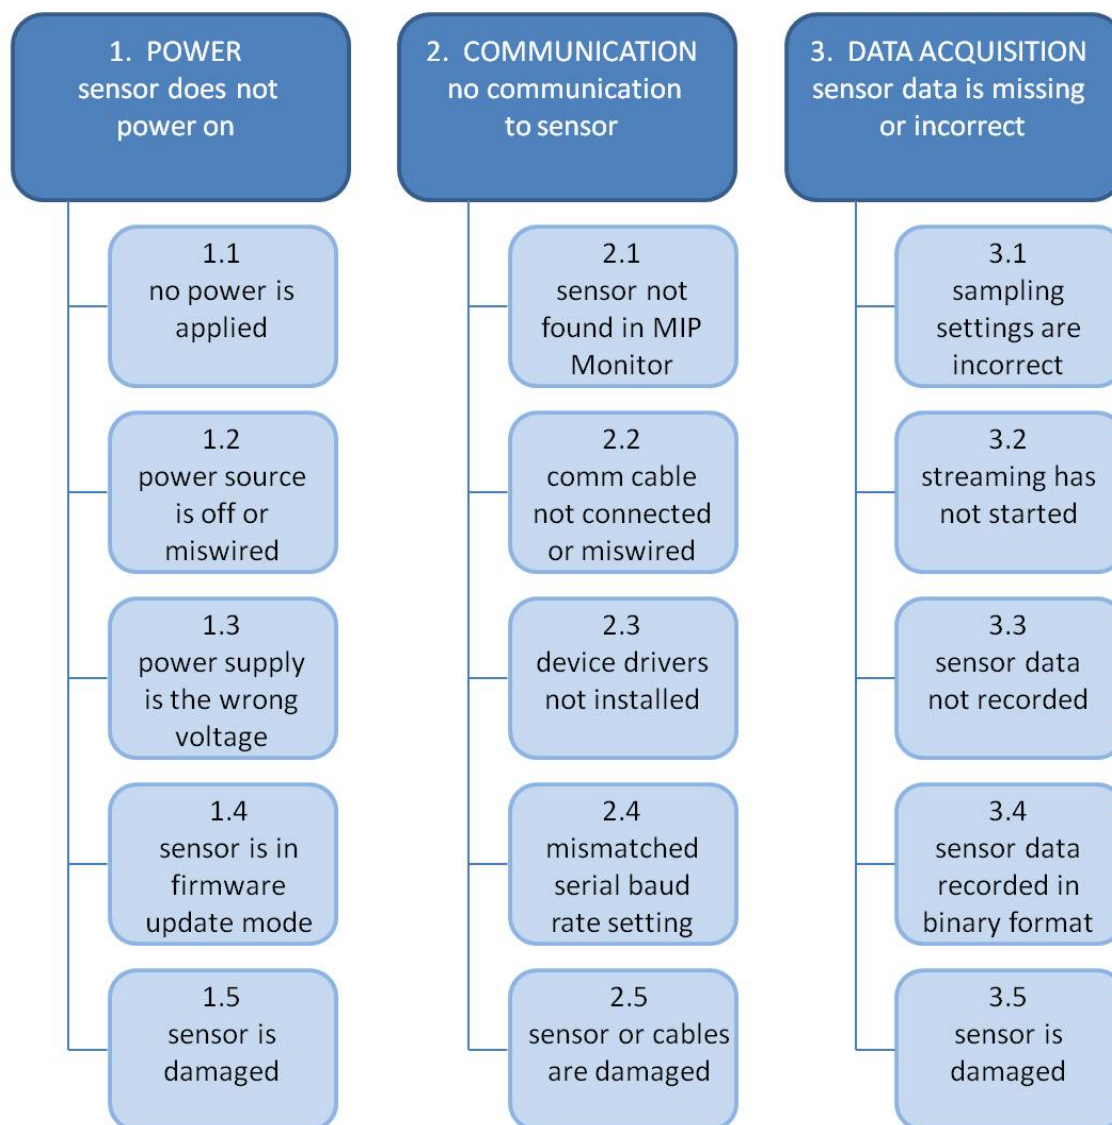 1. POWER
sensor does not
power on
1.1
no power is
applied
1.2
power source
is off or
miswired
1.3
power supply
is the wrong
voltage
1.4
sensor is in
firmware
update mode
1.5
sensor is
damaged
2. COMMUNICATION
no communication
to sensor
2.1
sensor not
found in MIP
Monitor
2.2
comm cable
not connected
or miswired
2.3
device drivers
not installed
2.4
mismatched
serial baud
rate setting
2.5
sensor or cables
are damaged
3. DATA ACQUISITION
sensor data is missing
or incorrect
3.1
sampling
settings are
incorrect
3.2
streaming has
not started
3.3
sensor data
not recorded
3.4
sensor data
recorded in
binary format
3.5
sensor is
damaged